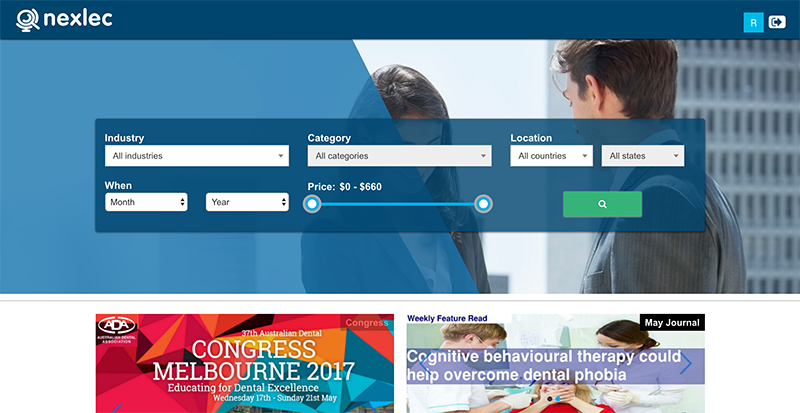 nexlec
R
Industry
Category
Location
All industries
All categories
All countries
All states
When
Price: $0 - $660
Month
Year
ADA
AUSTRALIAN DENTAL
ASSOCIATION
37th Australian Dental
Congress
CONGRESS
MELBOURNE 2017
Educating for Dental Excellence
Wednesday 17th - Sunday 21st May
Weekly Feature Read
May Journal
Cognitive behavioural therapy could
help overcome dental phobia